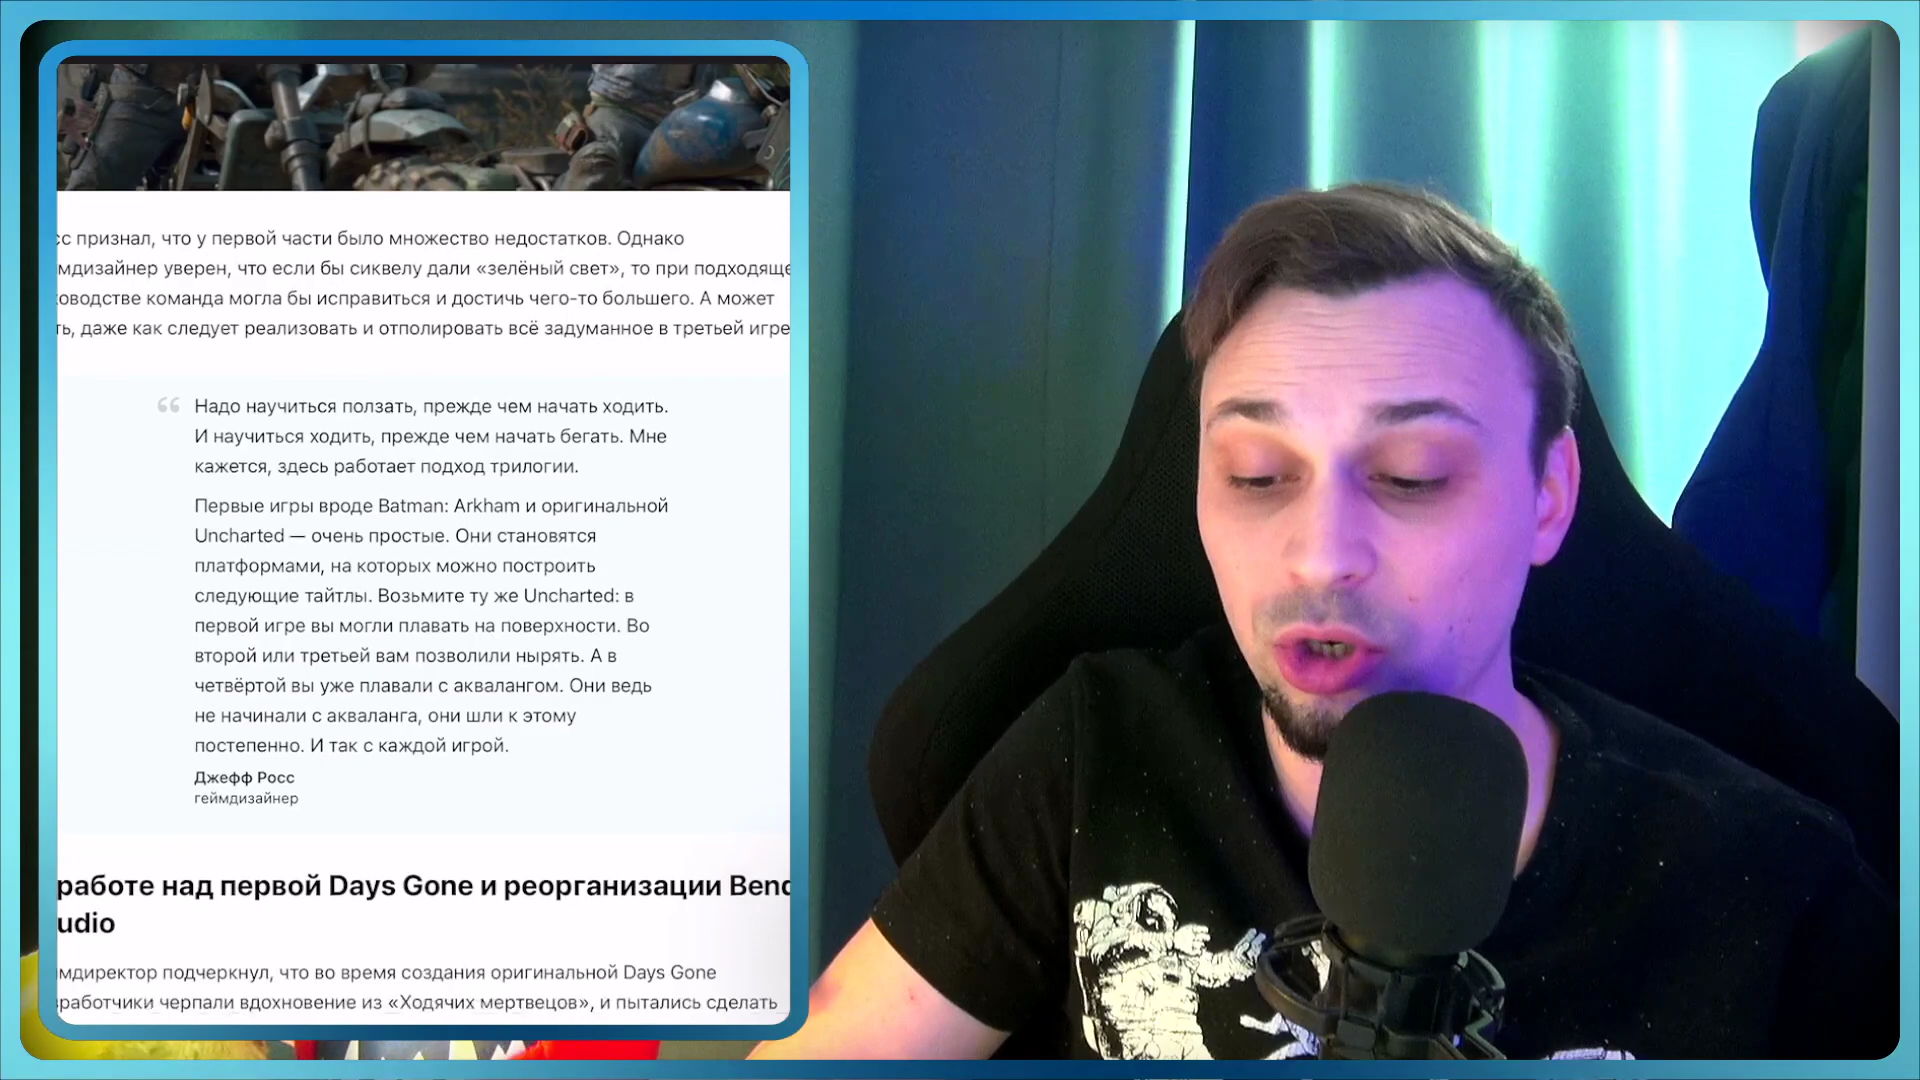 сс признал, что у первой части было множество недостатков. Однако
мдизайнер уверен, что если бы сиквелу дали «зелёный свет», то при подходяще
ководстве команда могла бы исправиться и достичь чего-то большего. А может
ть, даже как следует реализовать и отполировать всё задуманное в третьей игре
“ Надо научиться ползать, прежде чем начать ходить.
И научиться ходить, прежде чем начать бегать. Мне
кажется, здесь работает подход трилогии.
Первые игры вроде Batman: Arkham и оригинальной
Uncharted — очень простые. Они становятся
платформами, на которых можно построить
следующие тайтлы. Возьмите ту же Uncharted: в
первой игре вы могли плавать на поверхности. Во
второй или третьей вам позволили нырять. А в
четвёртой вы уже плавали с аквалангом. Они ведь
не начинали с акваланга, они шли к этому
постепенно. И так с каждой игрой.
Джефф Росс
геймдизайнер
работе над первой Days Gone и реорганизации Bend
udio
мдиректор подчеркнул, что во время создания оригинальной Days Gone
зработчики черпали вдохновение из «Ходячих мертвецов», и пытались сделать